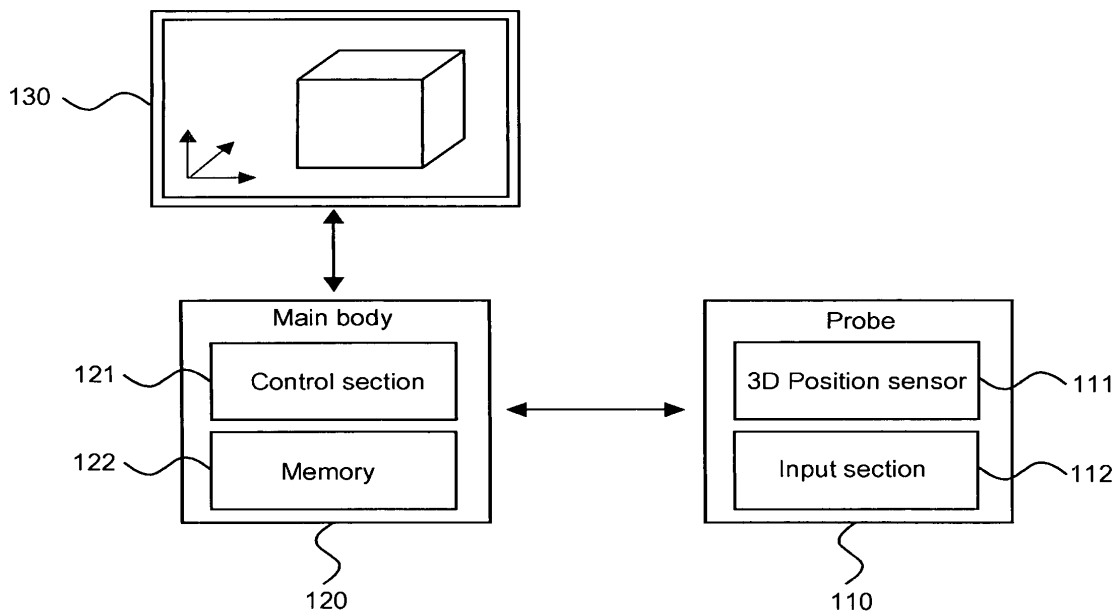 130
Main body
121
Control section
122
Memory
120
Probe
3D Position sensor
111
Input section
112
110